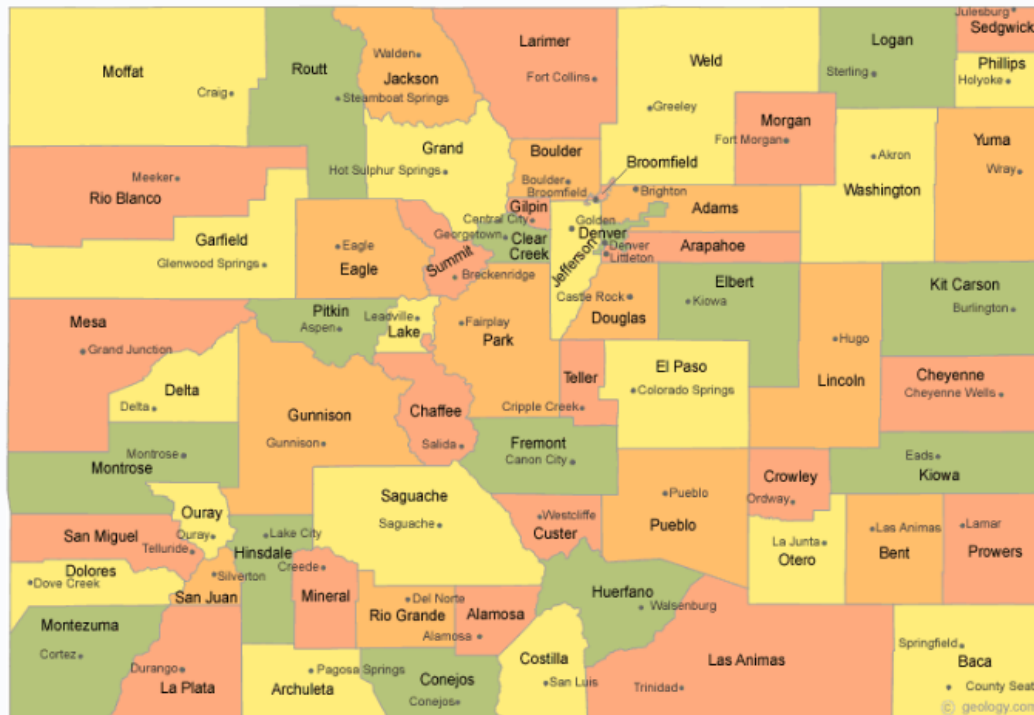 Julesburg
Sedgwick
Moffat
Craig
Routt
Steamboat Springs
Walden
Jackson
Larimer
Fort Collins
Weld
Greeley
Logan
Sterling
Phillips
Holyoke
Morgan
Fort Morgan
Yuma
Wray
Akron
Washington
Grand
Hot Sulphur Springs
Boulder
Boulder
Broomfield
Broomfield
Brighton
Adams
Meeker
Rio Blanco
Garfield
Glenwood Springs
Eagle
Eagle
Summit
Breckenridge
Gilpin
Central City
Georgetown
Clear
Creek
Golden
Jefferson
Denver
Denver
Littleton
Arapahoe
Castle Rock
Douglas
Elbert
Kiowa
Kit Carson
Burlington
Mesa
Grand Junction
Pitkin
Aspen
Leadville
Lake
Fairplay
Park
Teller
Cripple Creek
El Paso
Colorado Springs
Hugo
Lincoln
Cheyenne
Cheyenne Wells
Delta
Delta
Gunnison
Gunnison
Chaffee
Salida
Fremont
Canon City
Montrose
Montrose
Eads
Kiowa
Crowley
Ordway
Pueblo
Pueblo
Ouray
Ouray
Saguache
Saguache
Westcliffe
Custer
San Miguel
Telluride
Lake City
Hinsdale
Creede
Mineral
La Junta
Otero
Las Animas
Bent
Lamar
Prowers
Dolores
Dove Creek
Silverton
San Juan
Del Norte
Rio Grande
Alamosa
Alamosa
Huerfano
Walsenburg
Montezuma
Cortez
Durango
La Plata
Pagosa Springs
Archuleta
Conejos
Conejos
Costilla
San Luis
Las Animas
Trinidad
Springfield
Baca
County Seat
© geology.com